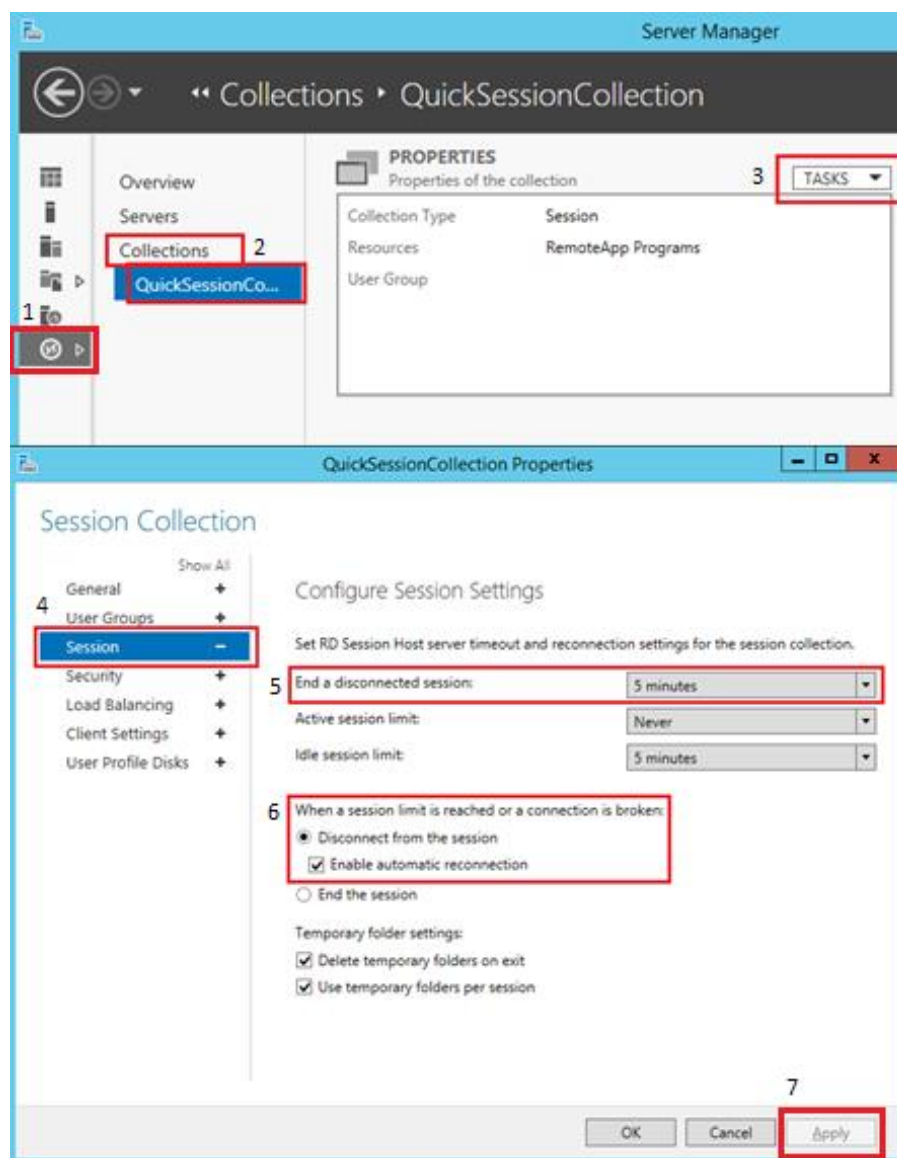 Server Manager
Collections QuickSessionCollection
PROPERTIES
Properties of the collection
3
TASKS
Overview
Servers
Collections
2
QuickSessionCo...
1
Collection Type Session
Resources RemoteApp Programs
User Group
QuickSessionCollection Properties
Session Collection
Show All
General +
4
User Groups +
Session −
Security +
Load Balancing +
Client Settings +
User Profile Disks +
Configure Session Settings
Set RD Session Host server timeout and reconnection settings for the session collection.
5 End a disconnected session: 5 minutes
Active session limit: Never
Idle session limit: 5 minutes
6 When a session limit is reached or a connection is broken:
Disconnect from the session
Enable automatic reconnection
End the session
Temporary folder settings:
Delete temporary folders on exit
Use temporary folders per session
7
OK Cancel Apply